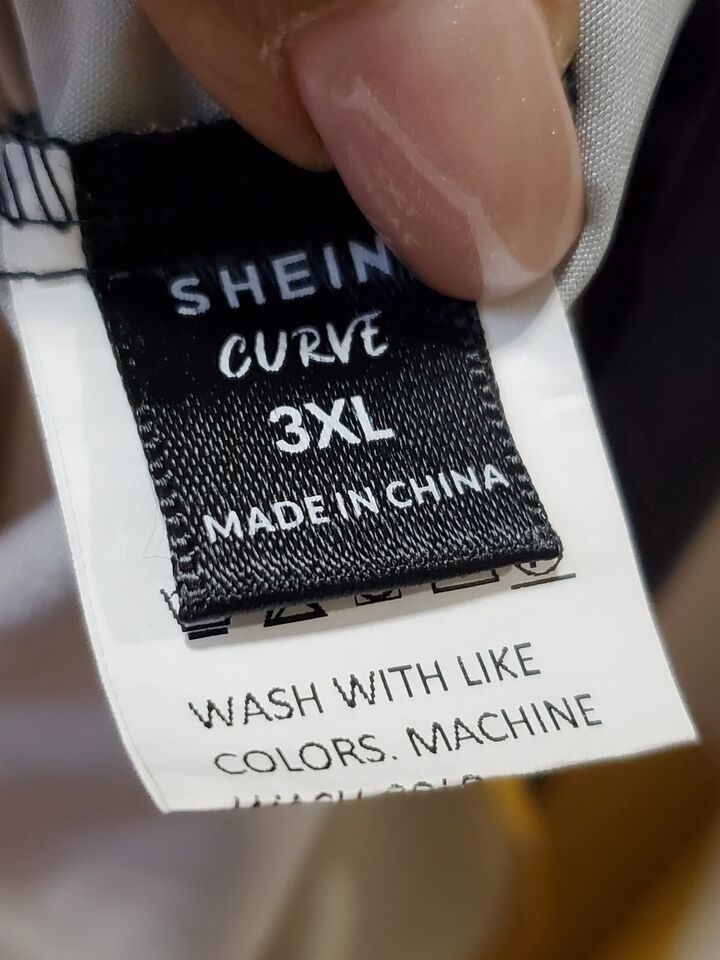 SHEIN
CURVE
3XL
MADE IN CHINA
WASH WITH LIKE
COLORS. MACHINE